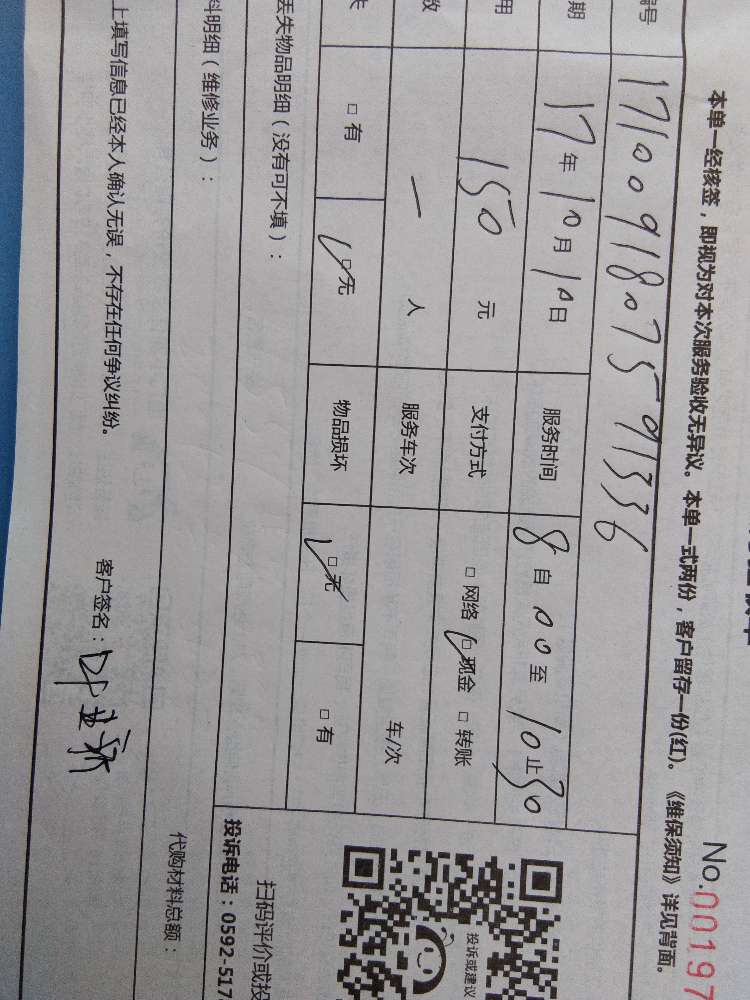 本单一经核签，即视为对本次服务验收无异议。本单一式两份，客户留存一份(红)。《维保须知》详见背面。
No.00197
编号 17100918075591336
期 17年10月10日 服务时间 8自00至10止30
用 150元 支付方式 □网络 ☑现金 □转账
数 一人 服务车次 车/次
失 □有 ☑无 物品损坏 ☑无 □有
丢失物品明细（没有可不填）：
料明细（维修业务）：
代购材料总额：
上填写信息已经本人确认无误，不存在任何争议纠纷。
客户签名：
投诉或建议
扫码评价或投
投诉电话：0592-517